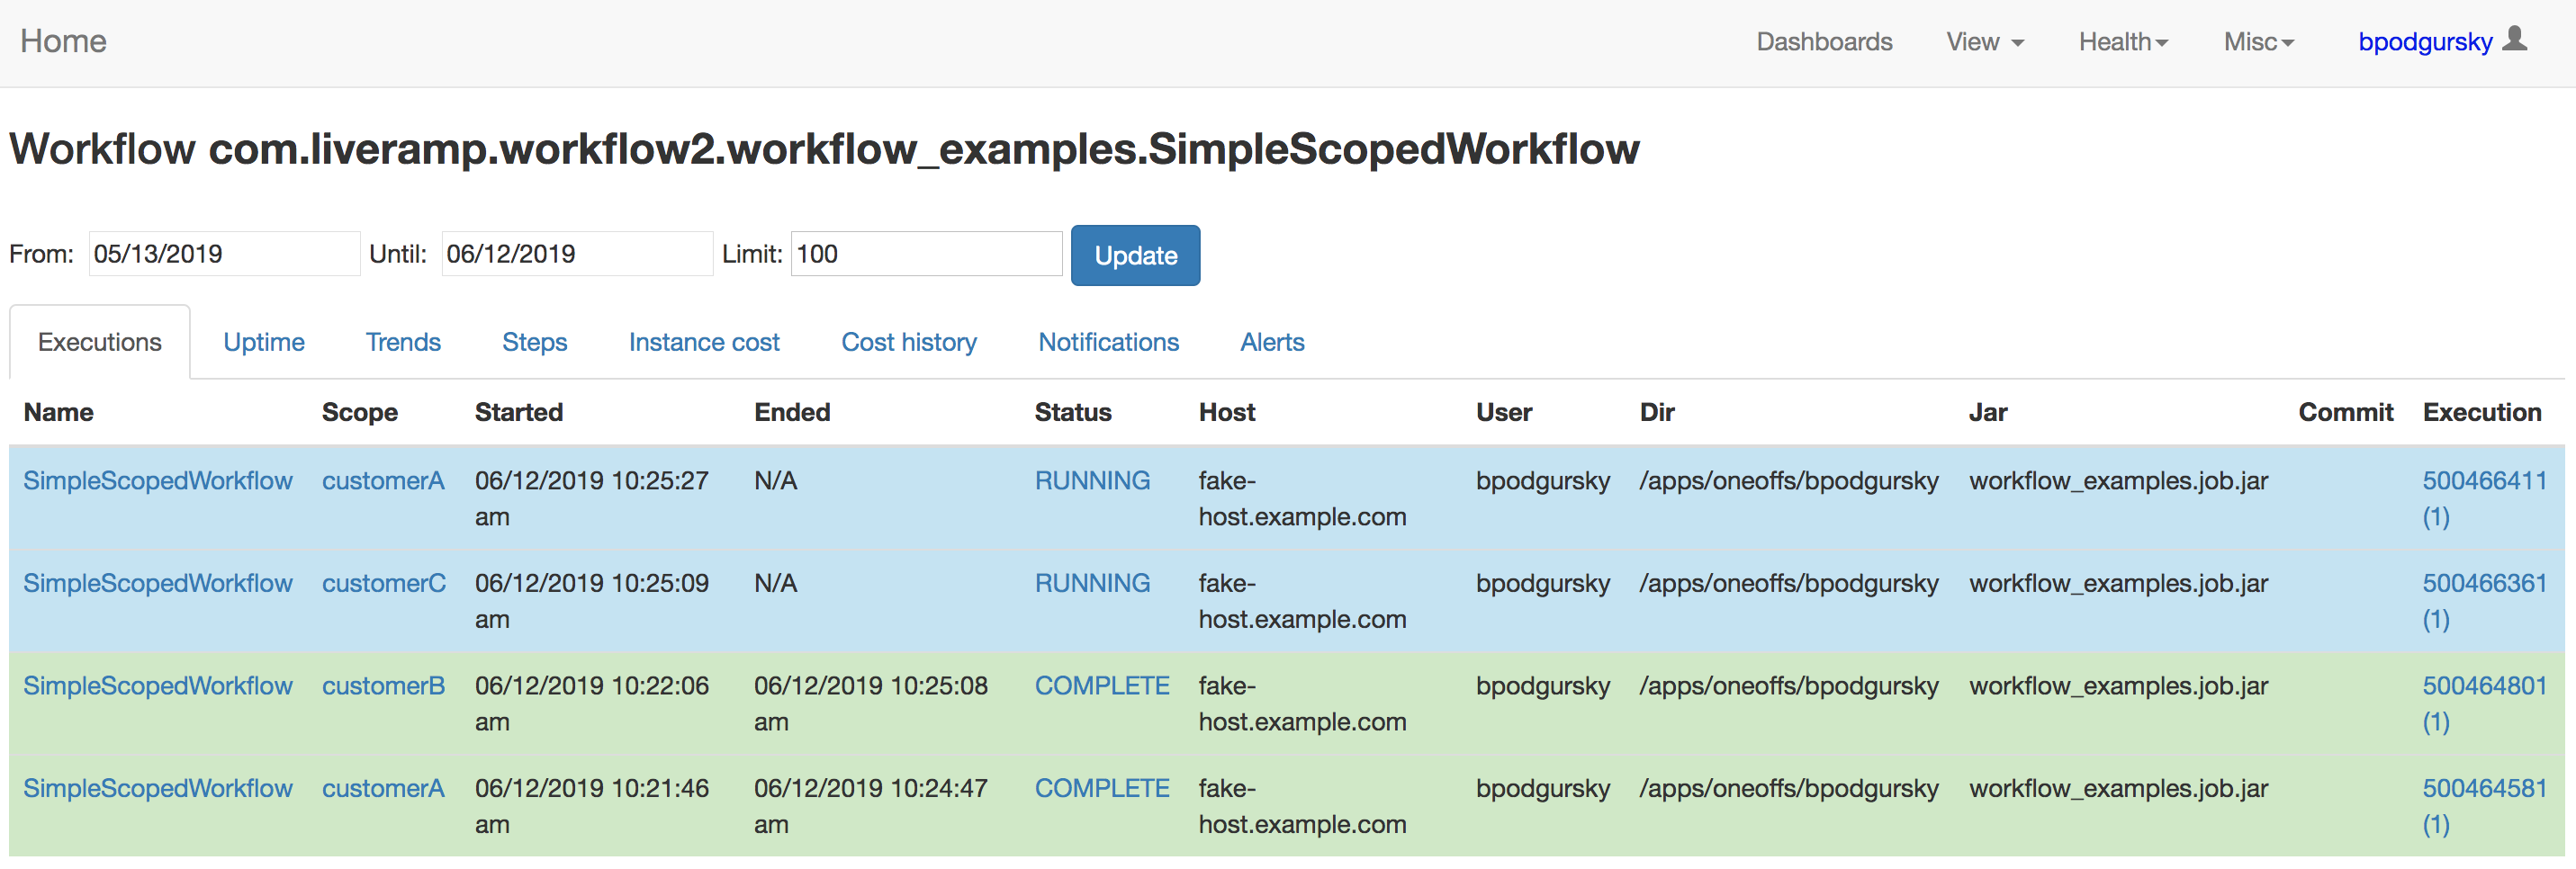 Home Dashboards View Health Misc bpodgursky
Workflow com.liveramp.workflow2.workflow_examples.SimpleScopedWorkflow
From: 05/13/2019 Until: 06/12/2019 Limit: 100 Update
Executions Uptime Trends Steps Instance cost Cost history Notifications Alerts
Name Scope Started Ended Status Host User Dir Jar Commit Execution
SimpleScopedWorkflow customerA 06/12/2019 10:25:27 N/A RUNNING fake- bpodgursky /apps/oneoffs/bpodgursky workflow_examples.job.jar 500466411
am host.example.com (1)
SimpleScopedWorkflow customerC 06/12/2019 10:25:09 N/A RUNNING fake- bpodgursky /apps/oneoffs/bpodgursky workflow_examples.job.jar 500466361
am host.example.com (1)
SimpleScopedWorkflow customerB 06/12/2019 10:22:06 06/12/2019 10:25:08 COMPLETE fake- bpodgursky /apps/oneoffs/bpodgursky workflow_examples.job.jar 500464801
am am host.example.com (1)
SimpleScopedWorkflow customerA 06/12/2019 10:21:46 06/12/2019 10:24:47 COMPLETE fake- bpodgursky /apps/oneoffs/bpodgursky workflow_examples.job.jar 500464581
am am host.example.com (1)